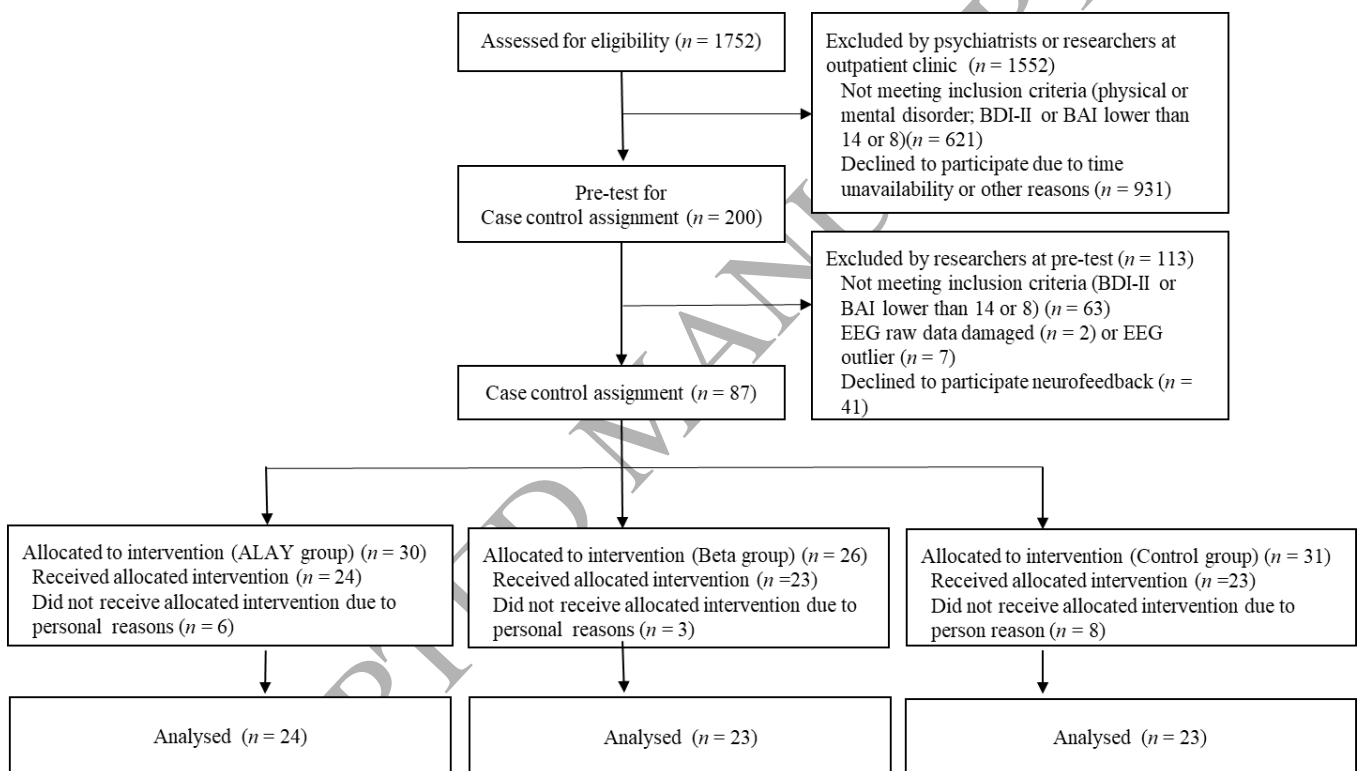 Assessed for eligibility (n = 1752)
Excluded by psychiatrists or researchers at
outpatient clinic (n = 1552)
Not meeting inclusion criteria (physical or
mental disorder; BDI-II or BAI lower than
14 or 8)(n = 621)
Declined to participate due to time
unavailability or other reasons (n = 931)
Pre-test for
Case control assignment (n = 200)
Excluded by researchers at pre-test (n = 113)
Not meeting inclusion criteria (BDI-II or
BAI lower than 14 or 8) (n = 63)
EEG raw data damaged (n = 2) or EEG
outlier (n = 7)
Declined to participate neurofeedback (n =
41)
Case control assignment (n = 87)
Allocated to intervention (ALAY group) (n = 30)
Received allocated intervention (n = 24)
Did not receive allocated intervention due to
personal reasons (n = 6)
Allocated to intervention (Beta group) (n = 26)
Received allocated intervention (n =23)
Did not receive allocated intervention due to
personal reasons (n = 3)
Allocated to intervention (Control group) (n = 31)
Received allocated intervention (n =23)
Did not receive allocated intervention due to
person reason (n = 8)
Analysed (n = 24)
Analysed (n = 23)
Analysed (n = 23)